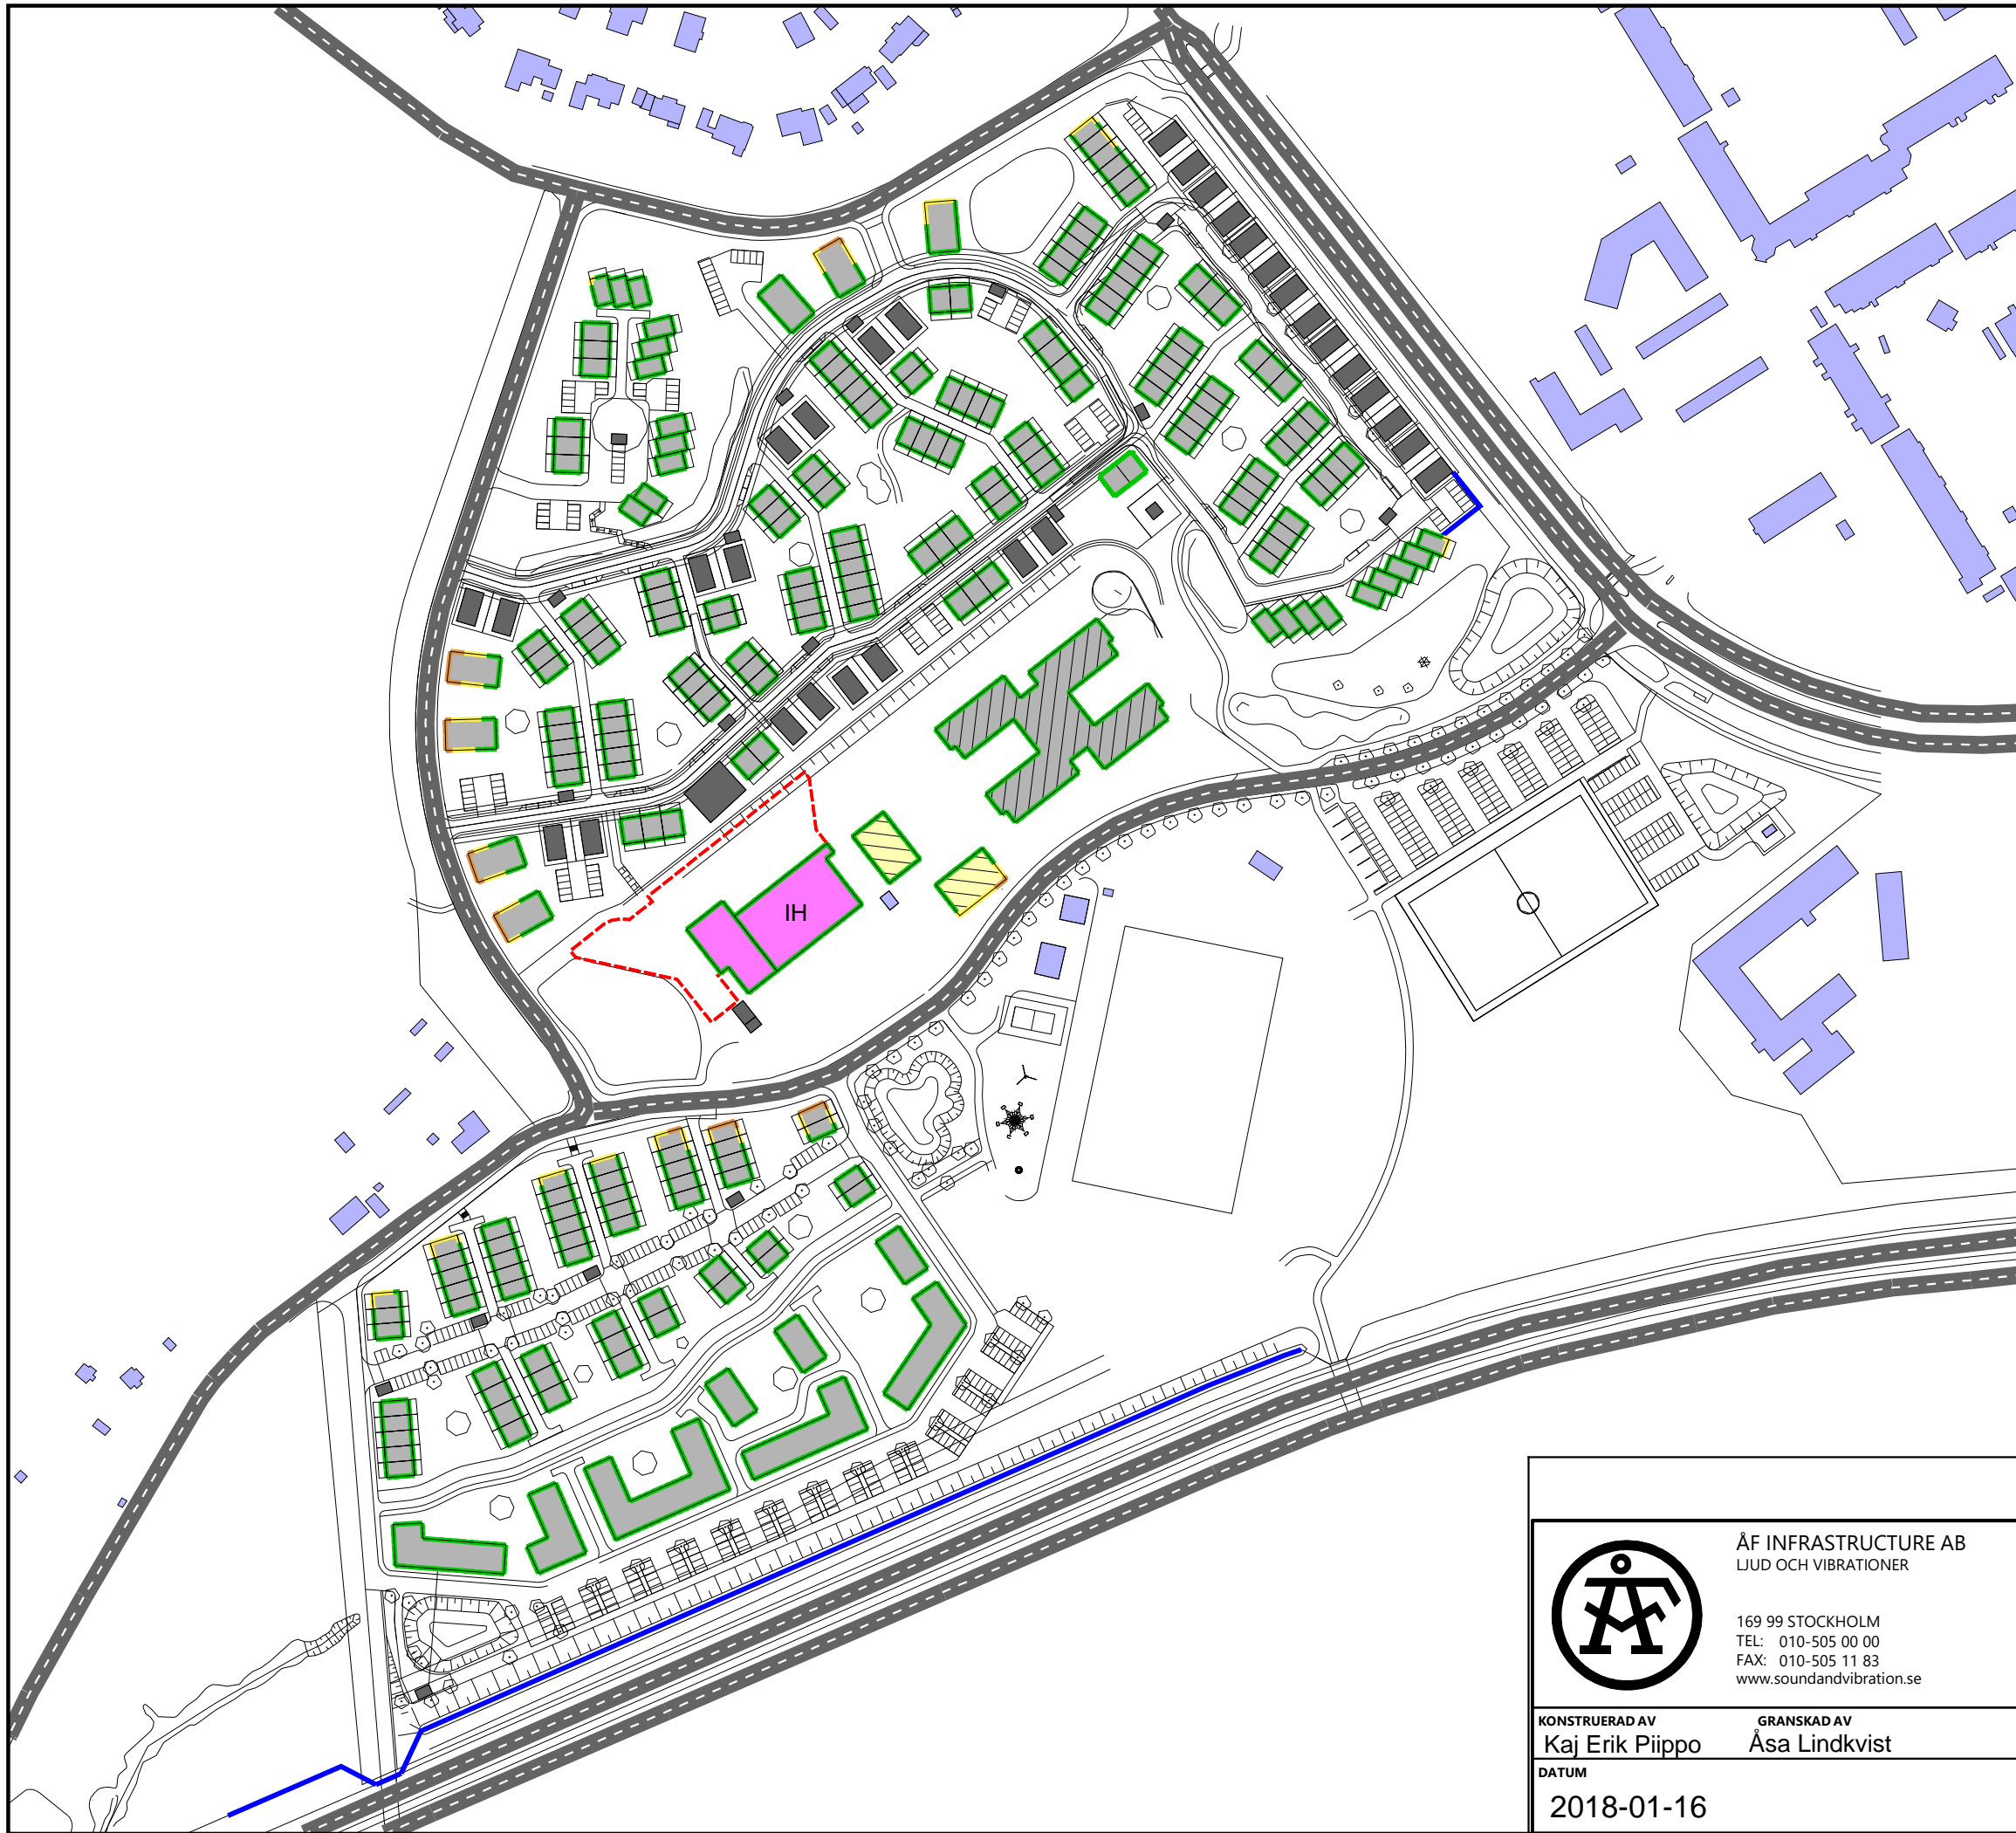 IH
ÅF
ÅF INFRASTRUCTURE AB
LJUD OCH VIBRATIONER
169 99 STOCKHOLM
TEL: 010-505 00 00
FAX: 010-505 11 83
www.soundandvibration.se
KONSTRUERAD AV GRANSKAD AV
Kaj Erik Piippo Åsa Lindkvist
DATUM
2018-01-16